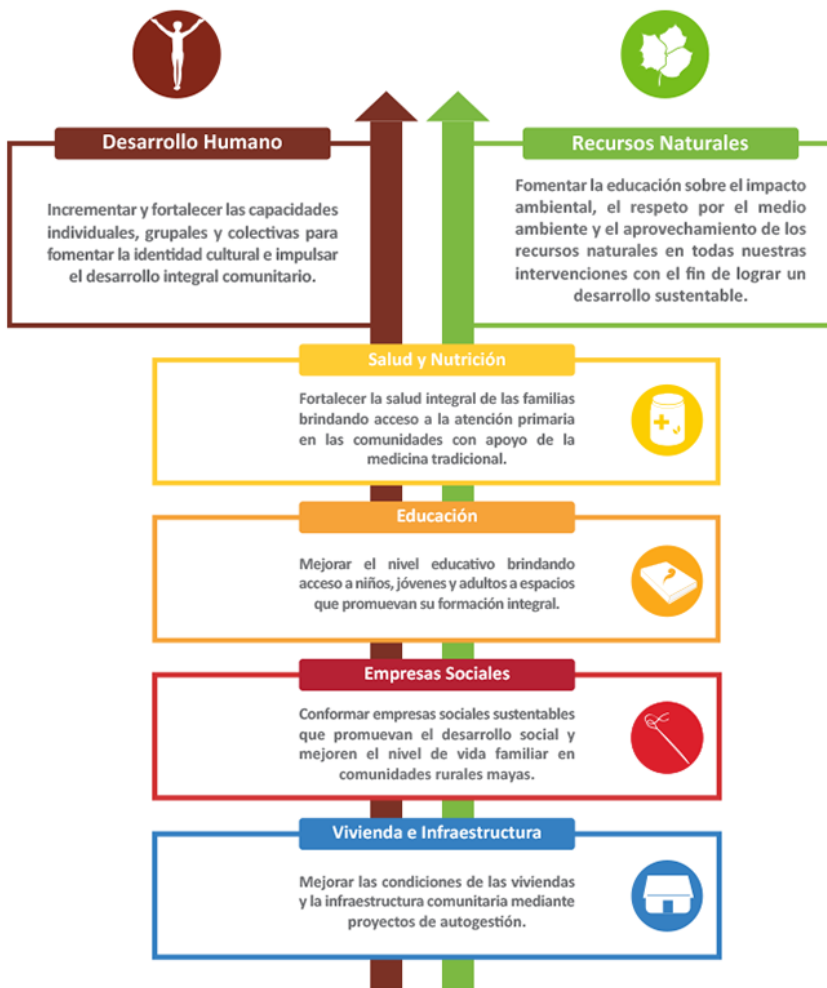 Desarrollo Humano
Incrementar y fortalecer las capacidades
individuales, grupales y colectivas para
fomentar la identidad cultural e impulsar
el desarrollo integral comunitario.
Recursos Naturales
Fomentar la educación sobre el impacto
ambiental, el respeto por el medio
ambiente y el aprovechamiento de los
recursos naturales en todas nuestras
intervenciones con el fin de lograr un
desarrollo sustentable.
Salud y Nutrición
Fortalecer la salud integral de las familias
brindando acceso a la atención primaria
en las comunidades con apoyo de la
medicina tradicional.
Educación
Mejorar el nivel educativo brindando
acceso a niños, jóvenes y adultos a espacios
que promuevan su formación integral.
Empresas Sociales
Conformar empresas sociales sustentables
que promuevan el desarrollo social y
mejoren el nivel de vida familiar en
comunidades rurales mayas.
Vivienda e Infraestructura
Mejorar las condiciones de las viviendas
y la infraestructura comunitaria mediante
proyectos de autogestión.